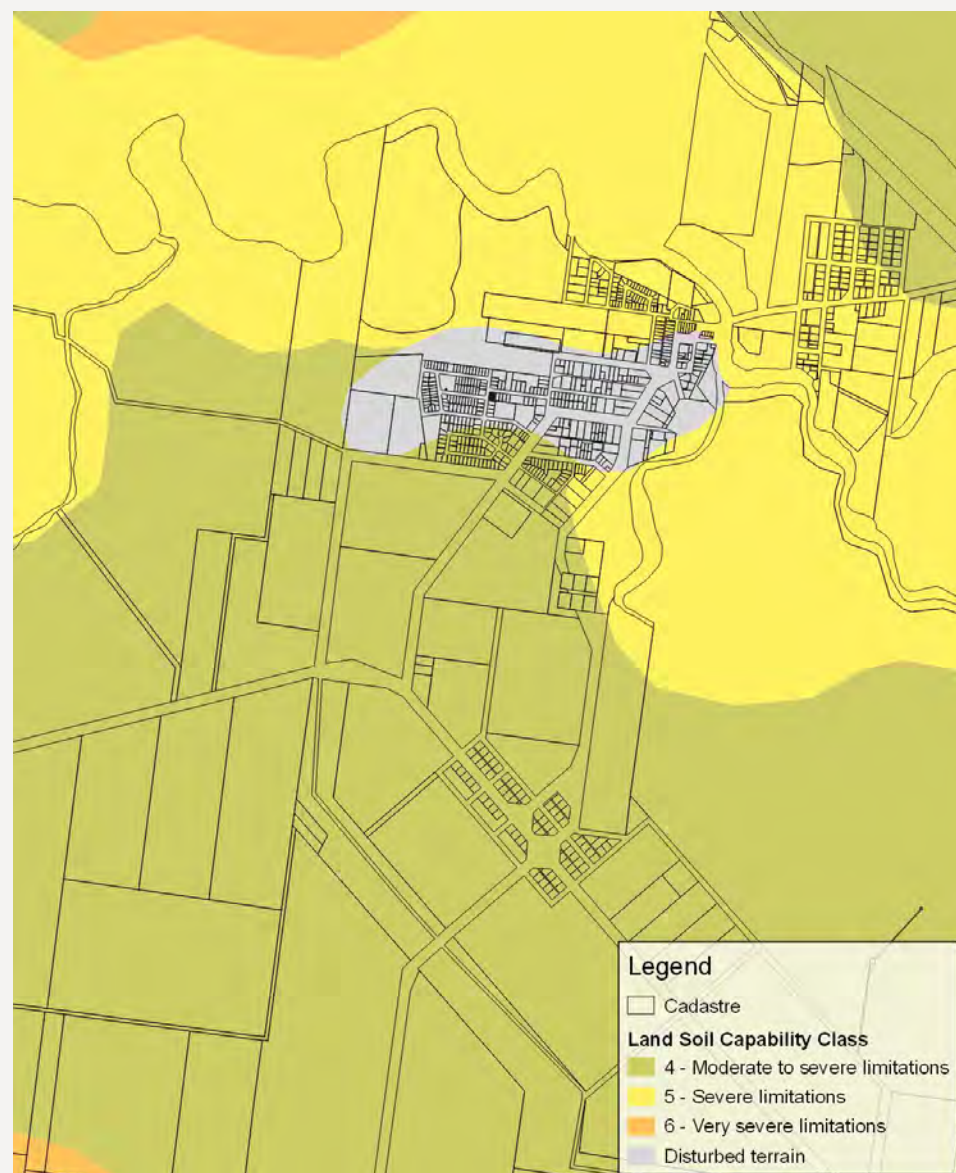 Legend
Cadastre
Land Soil Capability Class
4 - Moderate to severe limitations
5 - Severe limitations
6 - Very severe limitations
Disturbed terrain